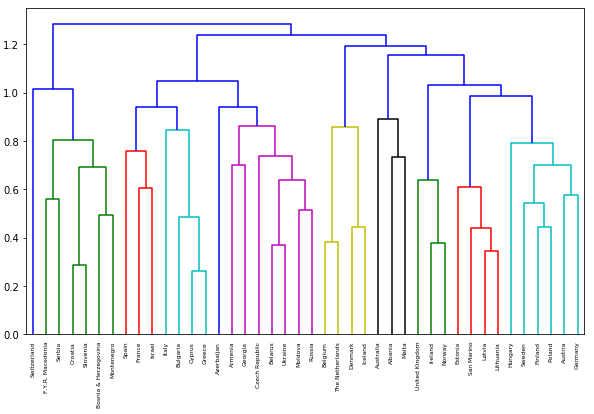 1.2
1.0
0.8
0.6
0.4
0.2
0.0
Switzerland
F.Y.R. Macedonia
Serbia
Croatia
Slovenia
Bosnia & Herzegovina
Montenegro
Spain
France
Israel
Italy
Bulgaria
Cyprus
Greece
Azerbaijan
Armenia
Georgia
Czech Republic
Belarus
Ukraine
Moldova
Russia
Belgium
The Netherlands
Denmark
Iceland
Australia
Albania
Malta
United Kingdom
Ireland
Norway
Estonia
San Marino
Latvia
Lithuania
Hungary
Sweden
Finland
Poland
Austria
Germany